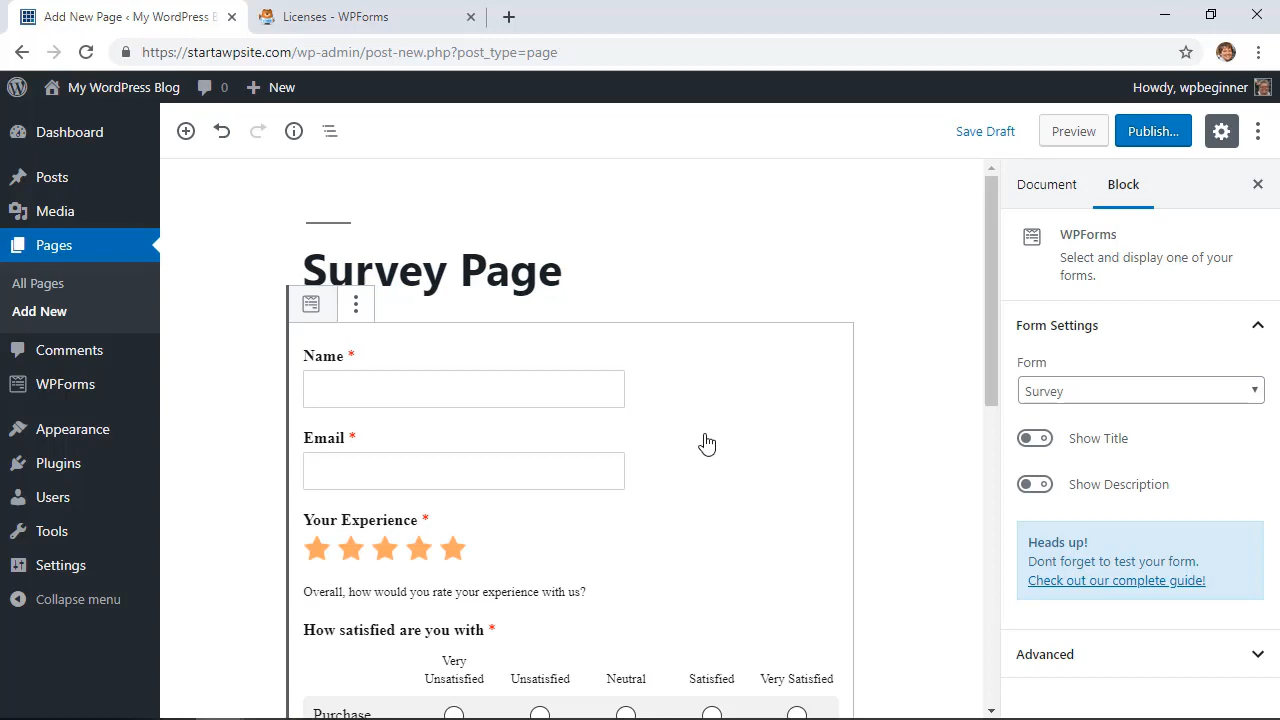 Add New Page ‹ My WordPress B
Licenses - WPForms
https://startawpsite.com/wp-admin/post-new.php?post_type=page
My WordPress Blog
0
New
Howdy, wpbeginner
Dashboard
Posts
Media
Pages
All Pages
Add New
Comments
WPForms
Appearance
Plugins
Users
Tools
Settings
Collapse menu
Save Draft
Preview
Publish...
Survey Page
Name *
Email *
Your Experience *
Overall, how would you rate your experience with us?
How satisfied are you with *
Very Unsatisfied
Unsatisfied
Neutral
Satisfied
Very Satisfied
Purchase
Document
Block
WPForms
Select and display one of your
forms.
Form Settings
Form
Survey
Show Title
Show Description
Heads up!
Dont forget to test your form.
Check out our complete guide!
Advanced